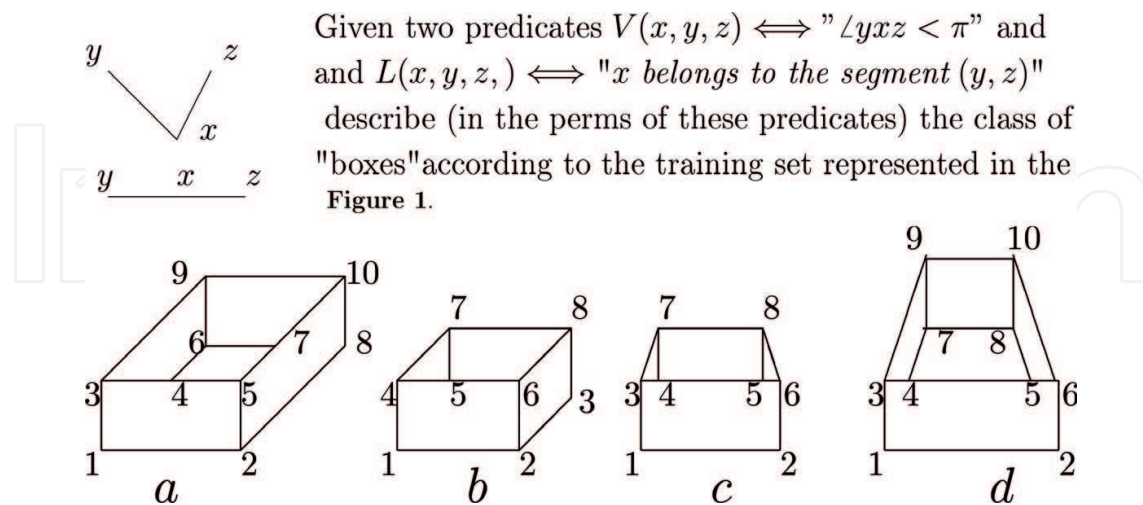 Given two predicates V(x, y, z) ⟺ "∠yxz < π" and
and L(x, y, z, ) ⟺ "x belongs to the segment (y, z)"
describe (in the perms of these predicates) the class of
"boxes"according to the training set represented in the
Figure 1.
y z
x
y x z
9 10
6 7 8
3 4 5
1 2
a
7 8
4 5 6 3
1 2
b
7 8
3 4 5 6
1 2
c
9 10
7 8
3 4 5 6
1 2
d